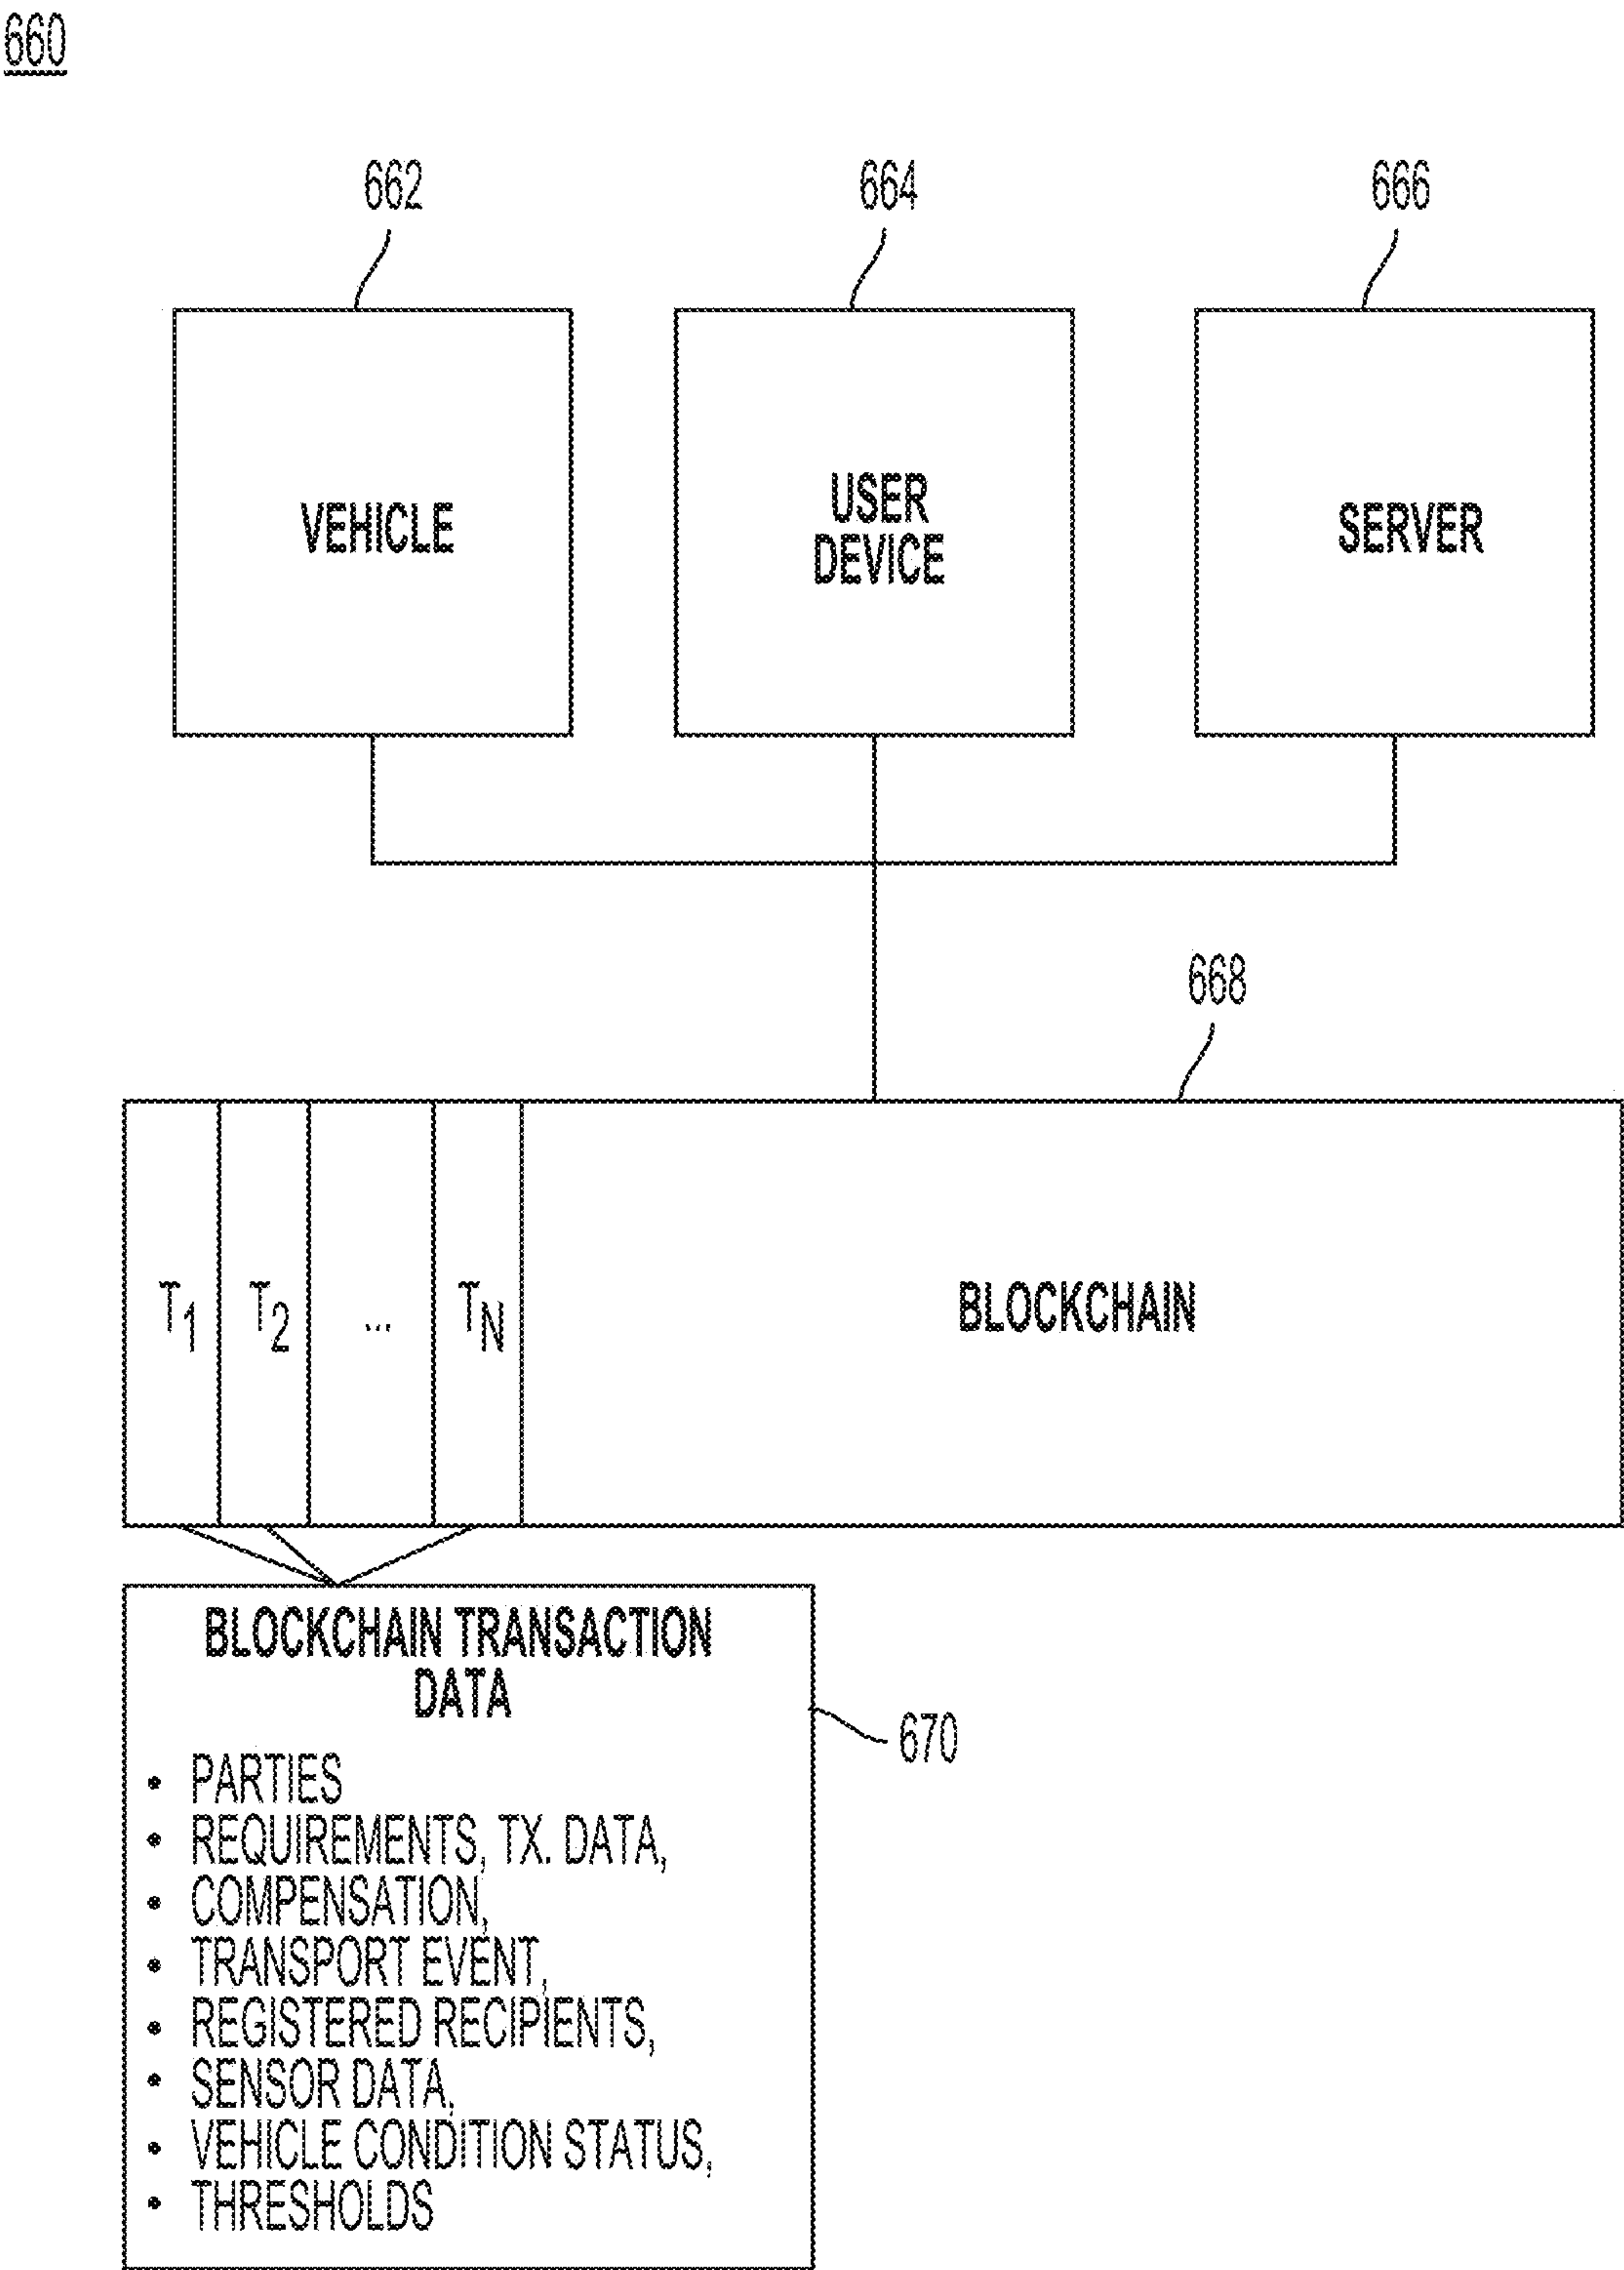 660
662
664
666
VEHICLE
USER
DEVICE
SERVER
668
T1
T2
...
TN
BLOCKCHAIN
BLOCKCHAIN TRANSACTION
DATA
670
• PARTIES
• REQUIREMENTS, TX. DATA,
• COMPENSATION,
• TRANSPORT EVENT,
• REGISTERED RECIPIENTS,
• SENSOR DATA,
• VEHICLE CONDITION STATUS,
• THRESHOLDS